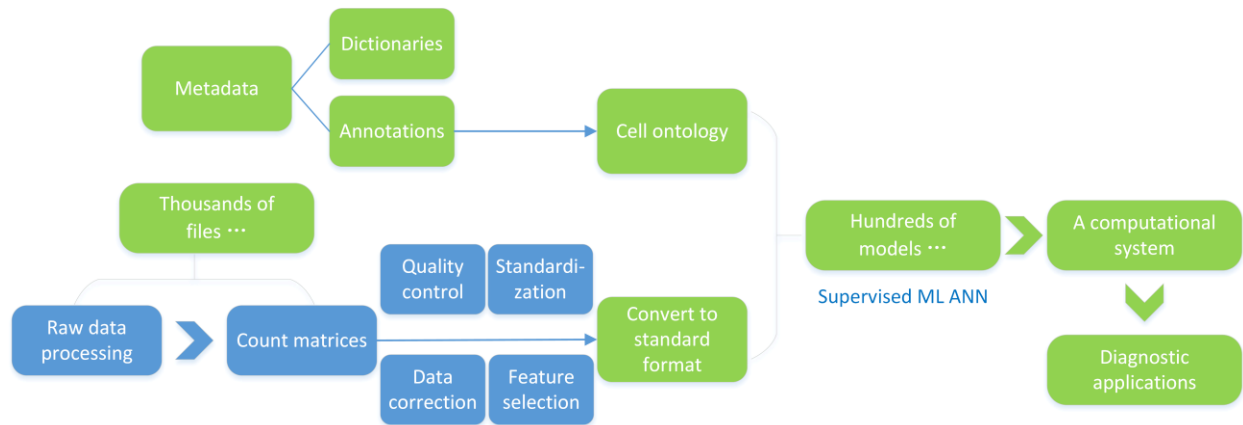 Dictionaries
Metadata
Annotations
Cell ontology
Thousands of
files ···
Hundreds of
models ···
A computational
system
Quality
control
Standardi-
zation
Supervised ML ANN
Raw data
processing
Count matrices
Convert to
standard
format
Data
correction
Feature
selection
Diagnostic
applications